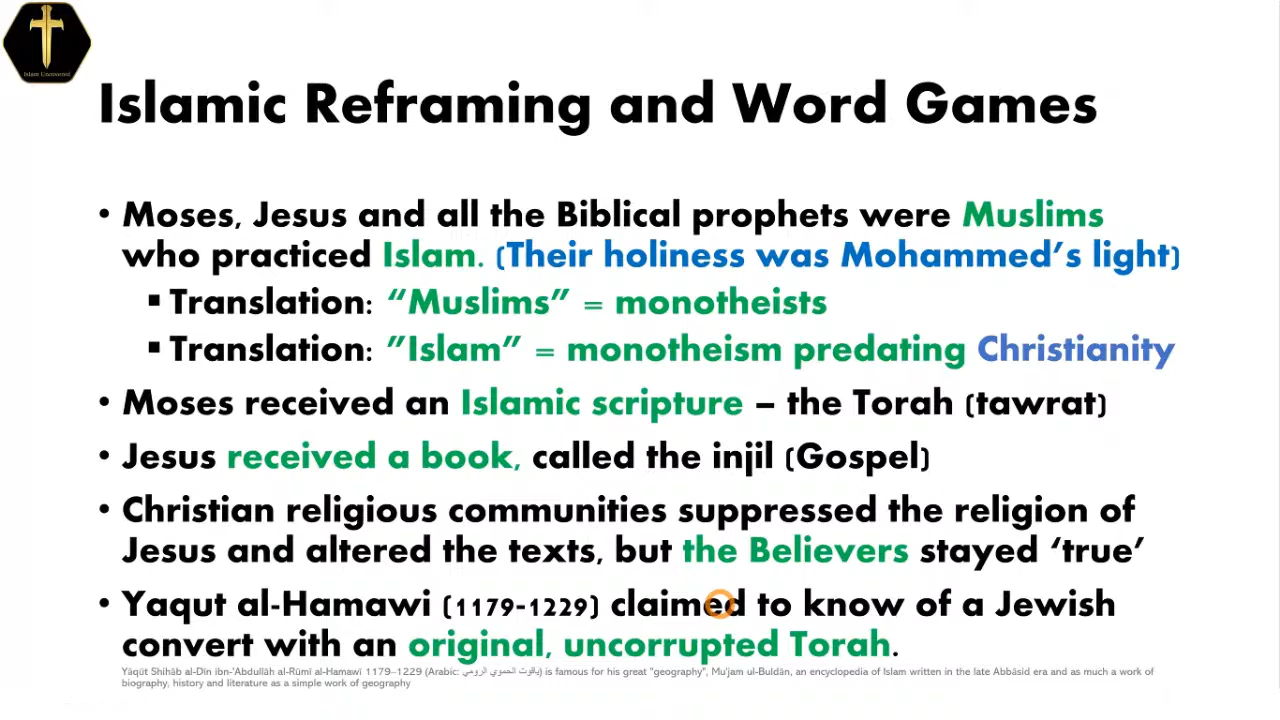 Islam Uncovered
Islamic Reframing and Word Games
• Moses, Jesus and all the Biblical prophets were Muslims
who practiced Islam. (Their holiness was Mohammed’s light)
▪ Translation: “Muslims” = monotheists
▪ Translation: ”Islam” = monotheism predating Christianity
• Moses received an Islamic scripture – the Torah (tawrat)
• Jesus received a book, called the injil (Gospel)
• Christian religious communities suppressed the religion of
Jesus and altered the texts, but the Believers stayed ‘true’
• Yaqut al-Hamawi (1179-1229) claimed to know of a Jewish
convert with an original, uncorrupted Torah.
Yāqūt Shihāb al-Dīn ibn-'Abdullāh al-Rūmī al-Hamawī 1179–1229 (Arabic: ياقوت الحموي الرومي) is famous for his great "geography", Mu'jam ul-Buldān, an encyclopedia of Islam written in the late Abbāsid era and as much a work of
biography, history and literature as a simple work of geography